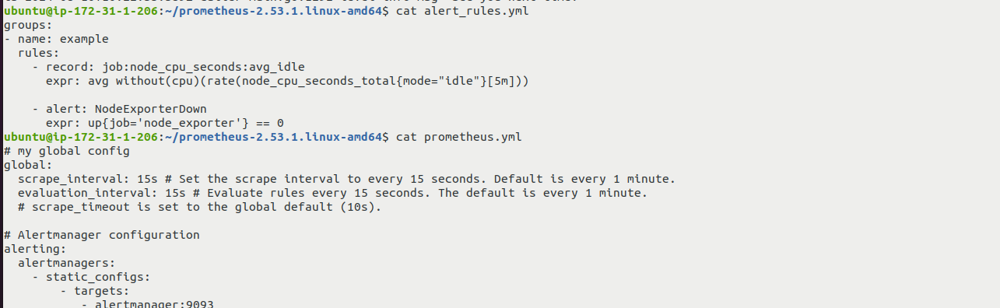 ubuntu@ip-172-31-1-206:~/prometheus-2.53.1.linux-amd64$ cat alert_rules.yml
groups:
- name: example
  rules:
    - record: job:node_cpu_seconds:avg_idle
      expr: avg without(cpu)(rate(node_cpu_seconds_total{mode="idle"}[5m]))
    - alert: NodeExporterDown
      expr: up{job='node_exporter'} == 0
ubuntu@ip-172-31-1-206:~/prometheus-2.53.1.linux-amd64$ cat prometheus.yml
# my global config
global:
  scrape_interval: 15s # Set the scrape interval to every 15 seconds. Default is every 1 minute.
  evaluation_interval: 15s # Evaluate rules every 15 seconds. The default is every 1 minute.
  # scrape_timeout is set to the global default (10s).
# Alertmanager configuration
alerting:
  alertmanagers:
    - static_configs:
        - targets:
           - alertmanager:9093